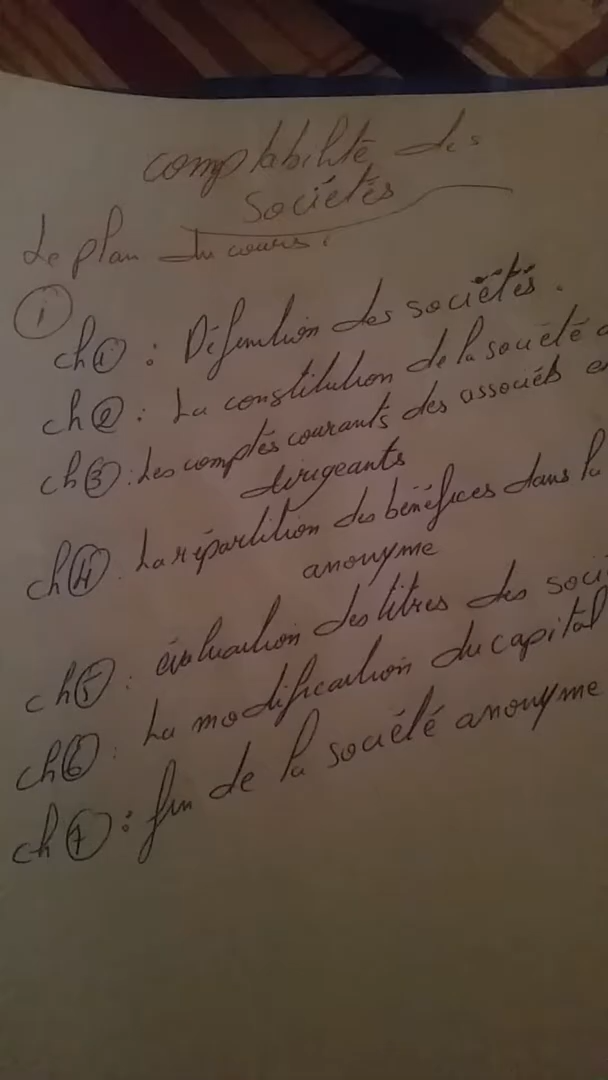 comptabilité des
Sociétés
Le plan du cours :
①
ch① : Définition des sociétés.
ch② : La constitution de la société a
ch③ : Les comptes courants des associés e
dirigeants
ch④ : La répartition des bénéfices dans la
anonyme
ch⑤ : évaluation des titres des soci
ch⑥ : La modification du capital
ch⑦ : fin de la société anonyme